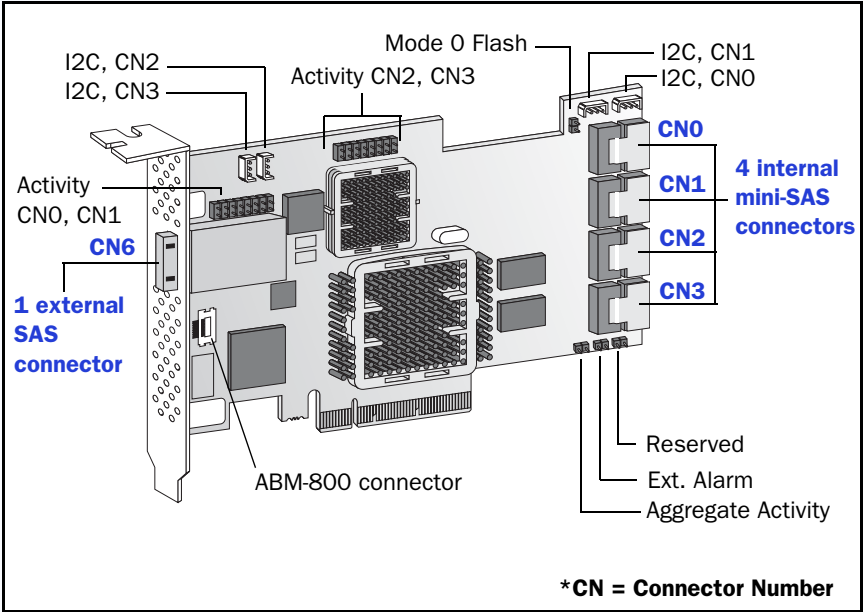 Mode 0 Flash
I2C, CN2
I2C, CN3
Activity CN2, CN3
I2C, CN1
I2C, CN0
Activity
CN0, CN1
CN6
1 external
SAS
connector
CN0
CN1
CN2
CN3
4 internal
mini-SAS
connectors
ABM-800 connector
Reserved
Ext. Alarm
Aggregate Activity
*CN = Connector Number